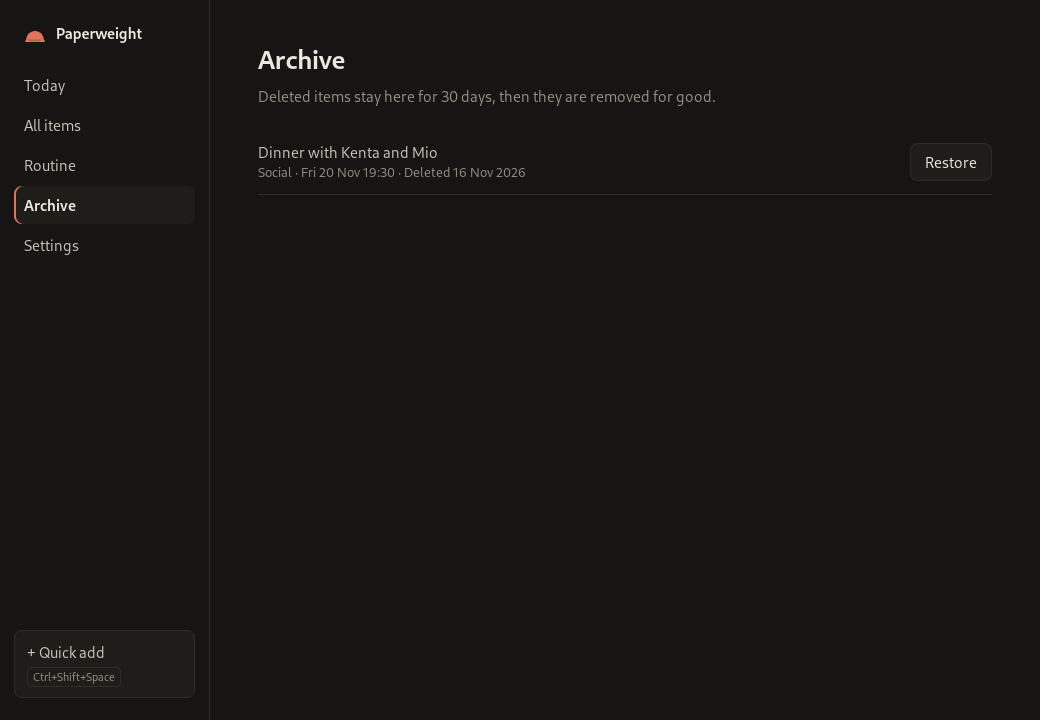 Paperweight
Today
All items
Routine
Archive
Settings
+ Quick add
Ctrl+Shift+Space
Archive
Deleted items stay here for 30 days, then they are removed for good.
Dinner with Kenta and Mio
Social · Fri 20 Nov 19:30 · Deleted 16 Nov 2026
Restore